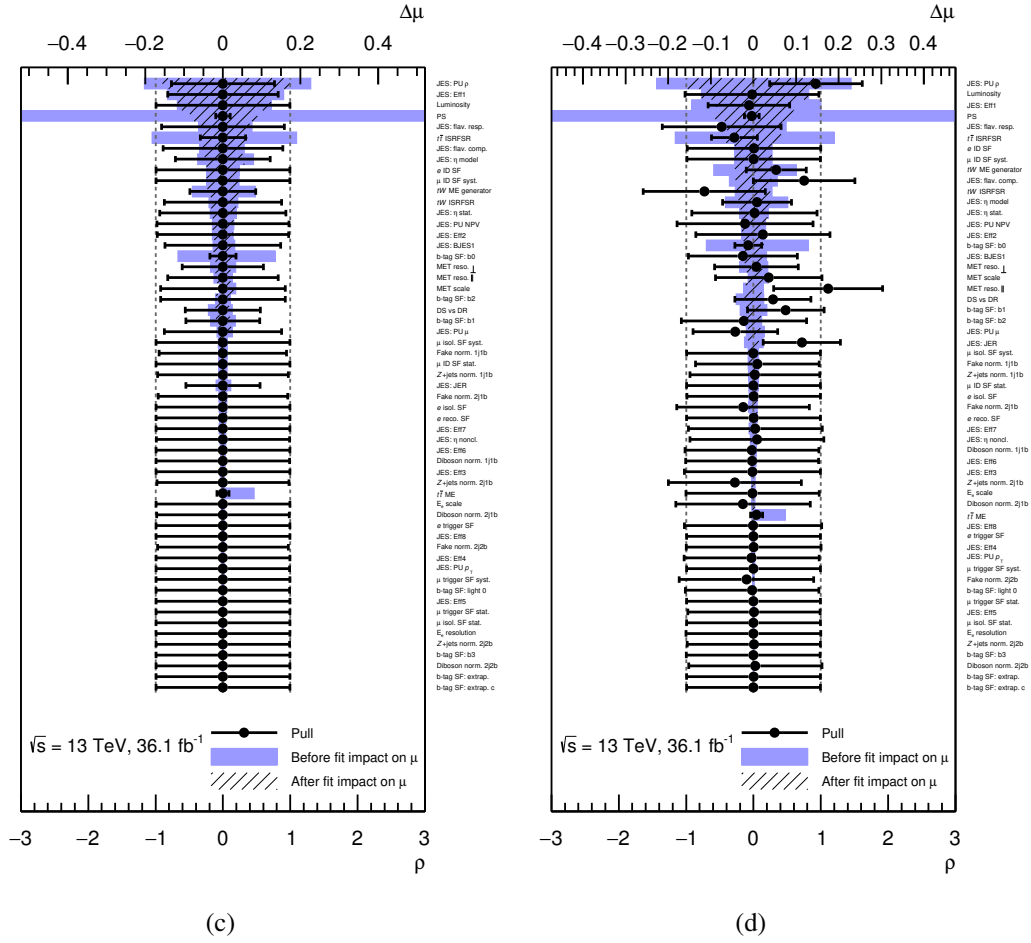 Δμ
−0.4 −0.2 0 0.2 0.4
JES: PU ρ
JES: Eff1
Luminosity
PS
JES: flav. resp.
tt̄ ISRFSR
JES: flav. comp.
JES: η model
e ID SF
μ ID SF syst.
tW ME generator
tW ISRFSR
JES: η stat.
JES: PU NPV
JES: Eff2
JES: BJES1
b-tag SF: b0
MET reso. ⊥
MET reso. ∥
MET scale
b-tag SF: b2
DS vs DR
b-tag SF: b1
JES: PU μ
μ isol. SF syst.
Fake norm. 1j1b
μ ID SF stat.
Z+jets norm. 1j1b
JES: JER
Fake norm. 2j1b
e isol. SF
e reco. SF
JES: Eff7
JES: η noncl.
JES: Eff6
Diboson norm. 1j1b
JES: Eff3
Z+jets norm. 2j1b
tt̄ ME
Eₑ scale
Diboson norm. 2j1b
e trigger SF
JES: Eff8
Fake norm. 2j2b
JES: Eff4
JES: PU p_T
μ trigger SF syst.
b-tag SF: light 0
JES: Eff5
μ trigger SF stat.
μ isol. SF stat.
Eₑ resolution
Z+jets norm. 2j2b
b-tag SF: b3
Diboson norm. 2j2b
b-tag SF: extrap.
b-tag SF: extrap. c
√s = 13 TeV, 36.1 fb⁻¹
Pull
Before fit impact on μ
After fit impact on μ
−3 −2 −1 0 1 2 3
ρ
(c)
Δμ
−0.4 −0.3 −0.2 −0.1 0 0.1 0.2 0.3 0.4
JES: PU ρ
Luminosity
JES: Eff1
PS
JES: flav. resp.
tt̄ ISRFSR
e ID SF
μ ID SF syst.
tW ME generator
JES: flav. comp.
tW ISRFSR
JES: η model
JES: η stat.
JES: PU NPV
JES: Eff2
b-tag SF: b0
JES: BJES1
MET reso. ⊥
MET scale
MET reso. ∥
DS vs DR
b-tag SF: b1
b-tag SF: b2
JES: PU μ
JES: JER
μ isol. SF syst.
Fake norm. 1j1b
Z+jets norm. 1j1b
μ ID SF stat.
e isol. SF
Fake norm. 2j1b
e reco. SF
JES: Eff7
JES: η noncl.
Diboson norm. 1j1b
JES: Eff6
JES: Eff3
Z+jets norm. 2j1b
Eₑ scale
Diboson norm. 2j1b
tt̄ ME
JES: Eff8
e trigger SF
JES: Eff4
JES: PU p_T
μ trigger SF syst.
Fake norm. 2j2b
b-tag SF: light 0
μ trigger SF stat.
JES: Eff5
μ isol. SF stat.
Eₑ resolution
Z+jets norm. 2j2b
b-tag SF: b3
Diboson norm. 2j2b
b-tag SF: extrap.
b-tag SF: extrap. c
√s = 13 TeV, 36.1 fb⁻¹
Pull
Before fit impact on μ
After fit impact on μ
−3 −2 −1 0 1 2 3
ρ
(d)